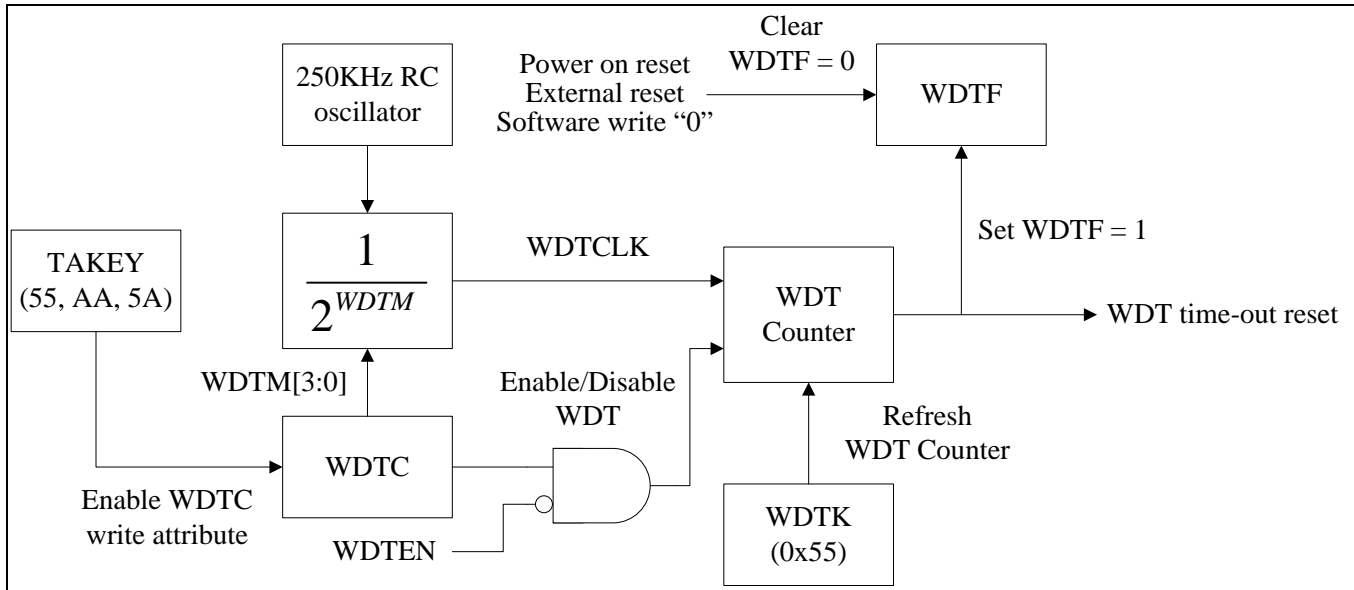 250KHz RC
oscillator
Clear
WDTF = 0
Power on reset
External reset
Software write “0”
WDTF
TAKEY
(55, AA, 5A)
1
2^WDTM
WDTCLK
WDT
Counter
Set WDTF = 1
WDT time-out reset
WDTM[3:0]
Enable/Disable
WDT
Refresh
WDT Counter
WDTC
Enable WDTC
write attribute
WDTEN
WDTK
(0x55)